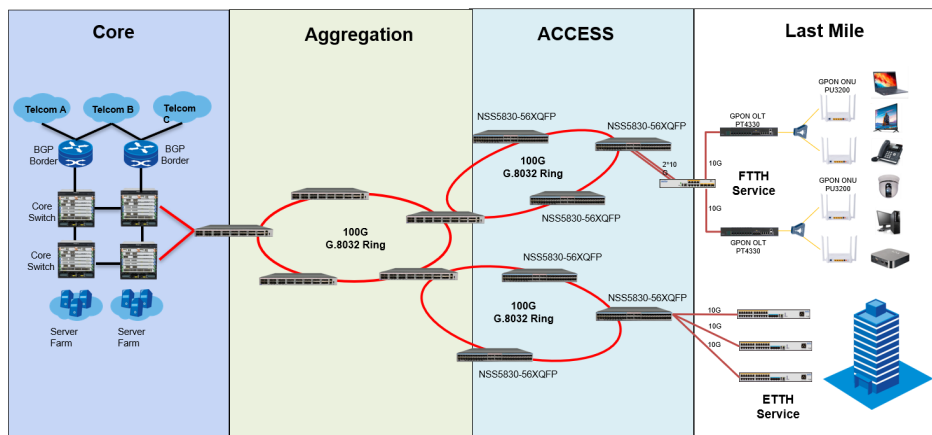 Core
Aggregation
ACCESS
Last Mile
Telcom A
Telcom B
Telcom
C
BGP
Border
BGP
Border
Core
Switch
Core
Switch
Server
Farm
Server
Farm
100G
G.8032 Ring
NSS5830-56XQFP
NSS5830-56XQFP
100G
G.8032 Ring
NSS5830-56XQFP
NSS5830-56XQFP
NSS5830-56XQFP
100G
G.8032 Ring
NSS5830-56XQFP
2*10
G
10G
10G
GPON OLT
PT4330
FTTH
Service
GPON OLT
PT4330
GPON ONU
PU3200
GPON ONU
PU3200
10G
10G
10G
ETTH
Service